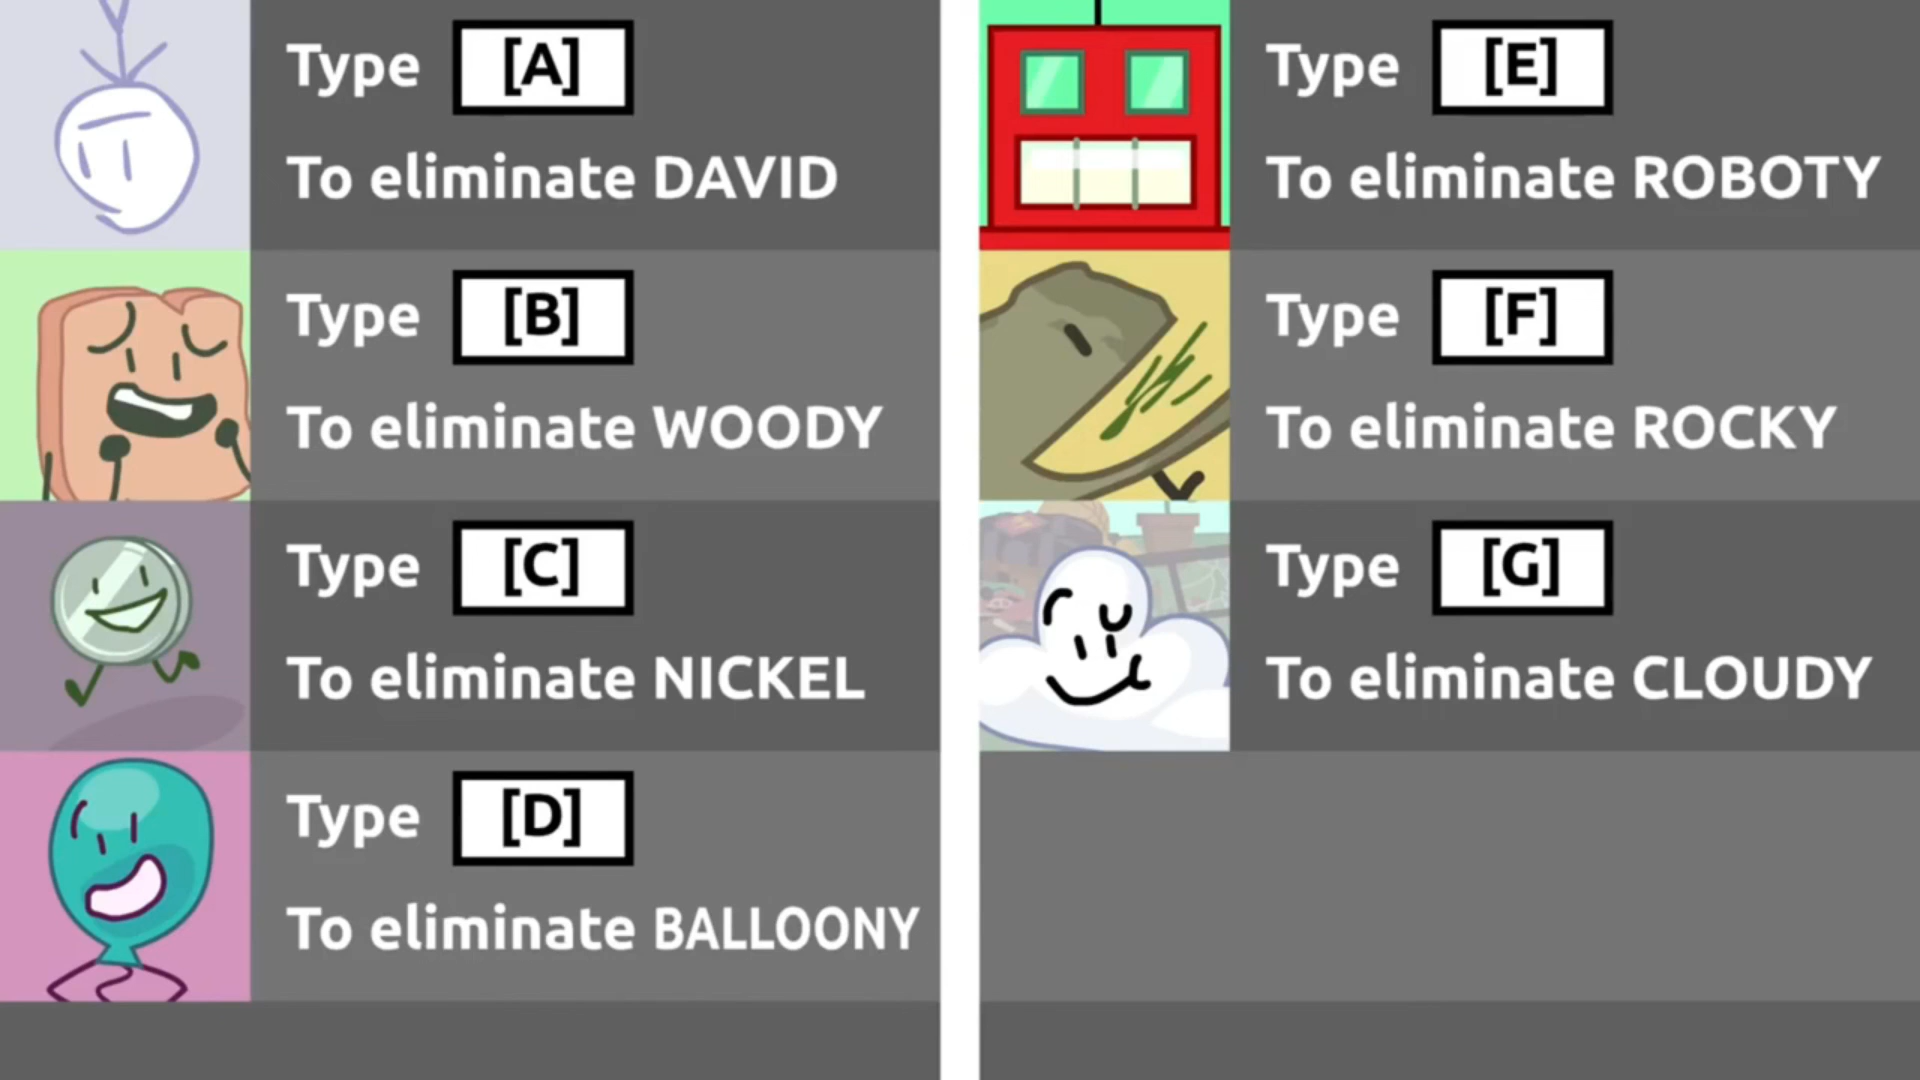 Type [A]
To eliminate DAVID
Type [B]
To eliminate WOODY
Type [C]
To eliminate NICKEL
Type [D]
To eliminate BALLOONY
Type [E]
To eliminate ROBOTY
Type [F]
To eliminate ROCKY
Type [G]
To eliminate CLOUDY